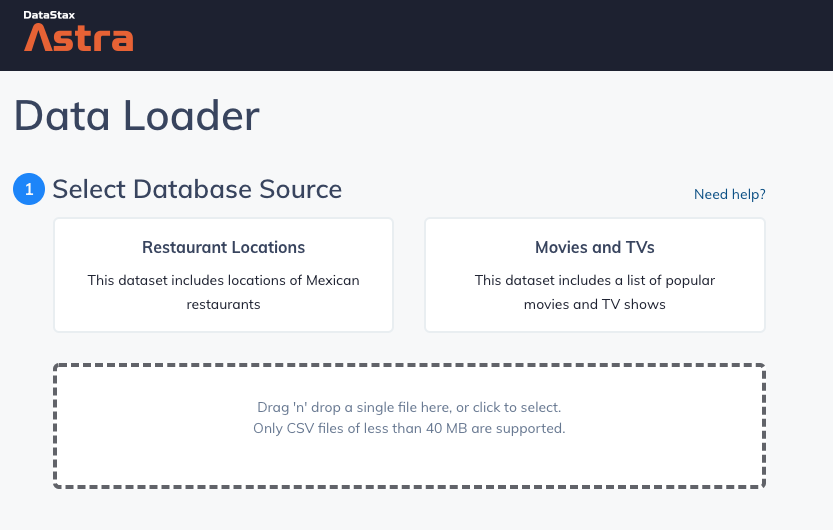 DataStax
Astra
Data Loader
1 Select Database Source
Need help?
Restaurant Locations
This dataset includes locations of Mexican
restaurants
Movies and TVs
This dataset includes a list of popular
movies and TV shows
Drag 'n' drop a single file here, or click to select.
Only CSV files of less than 40 MB are supported.